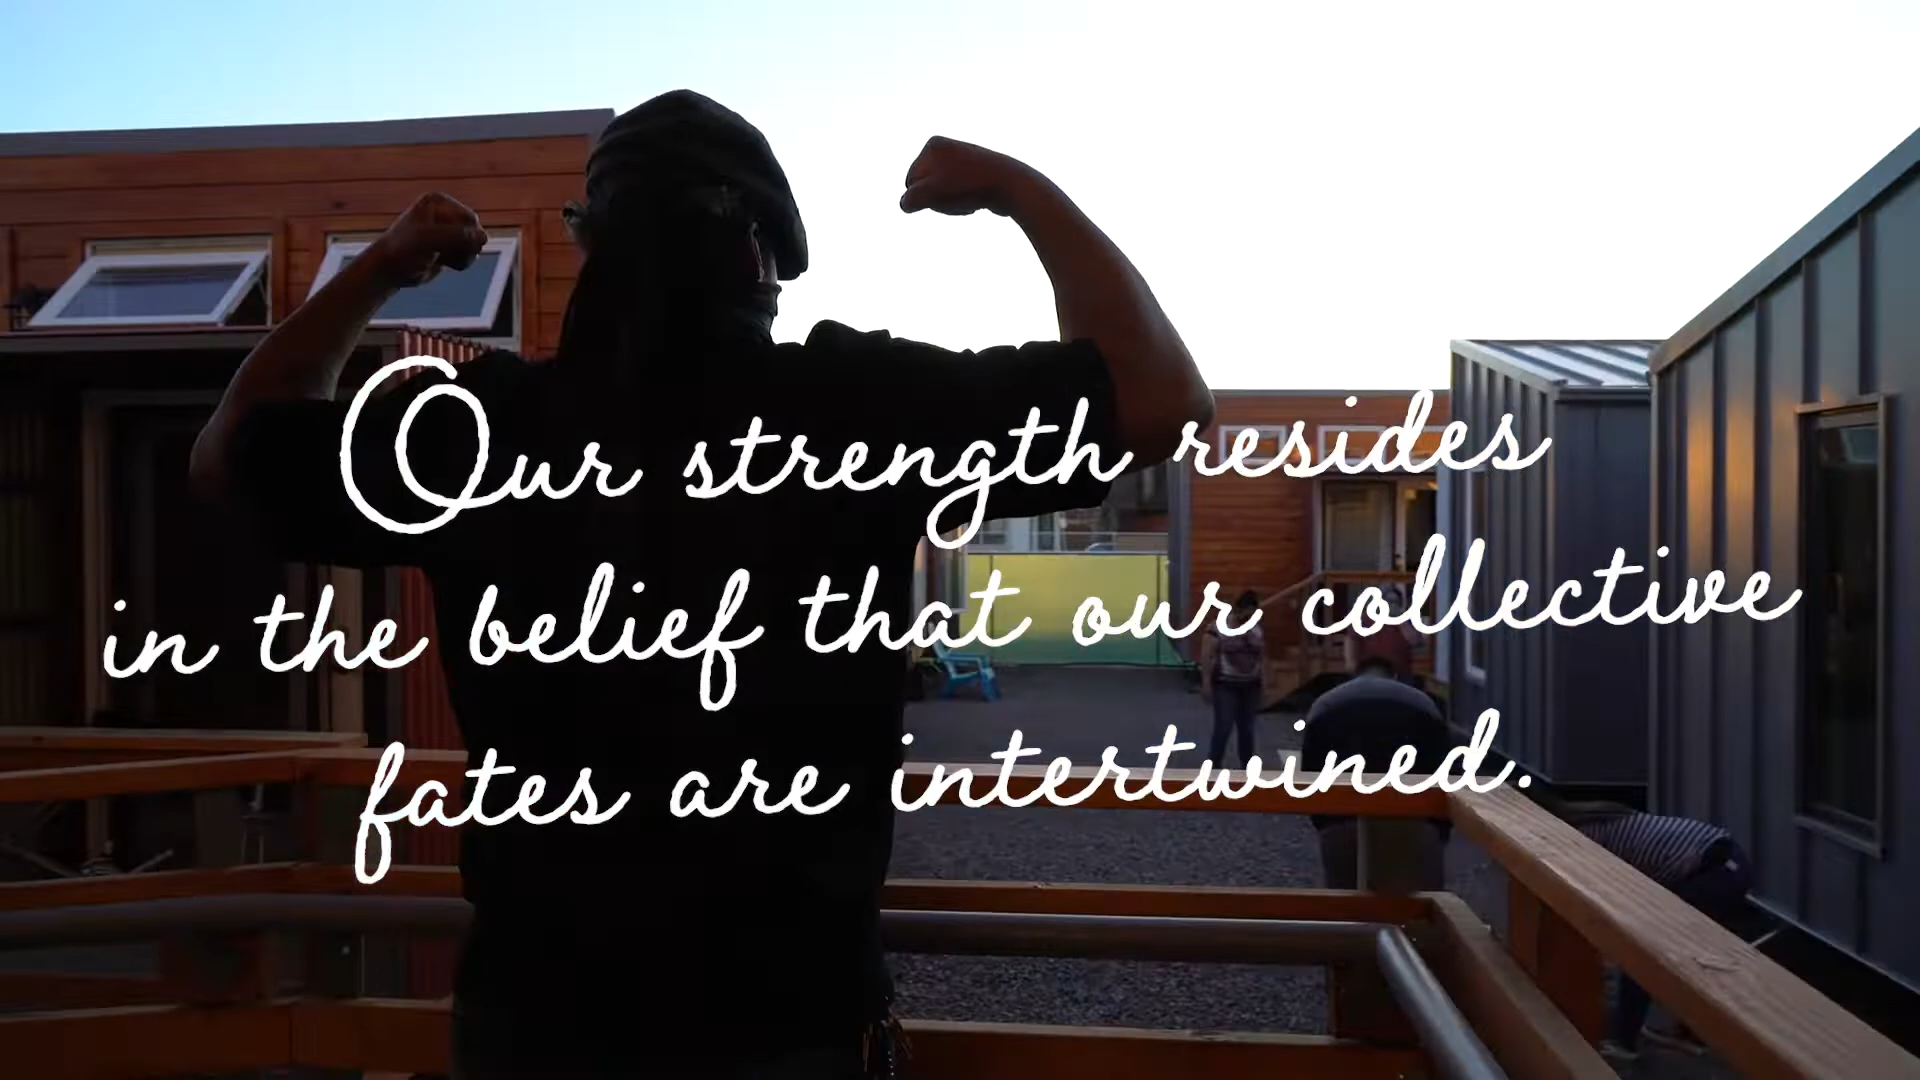 Our strength resides
in the belief that our collective
fates are intertwined.